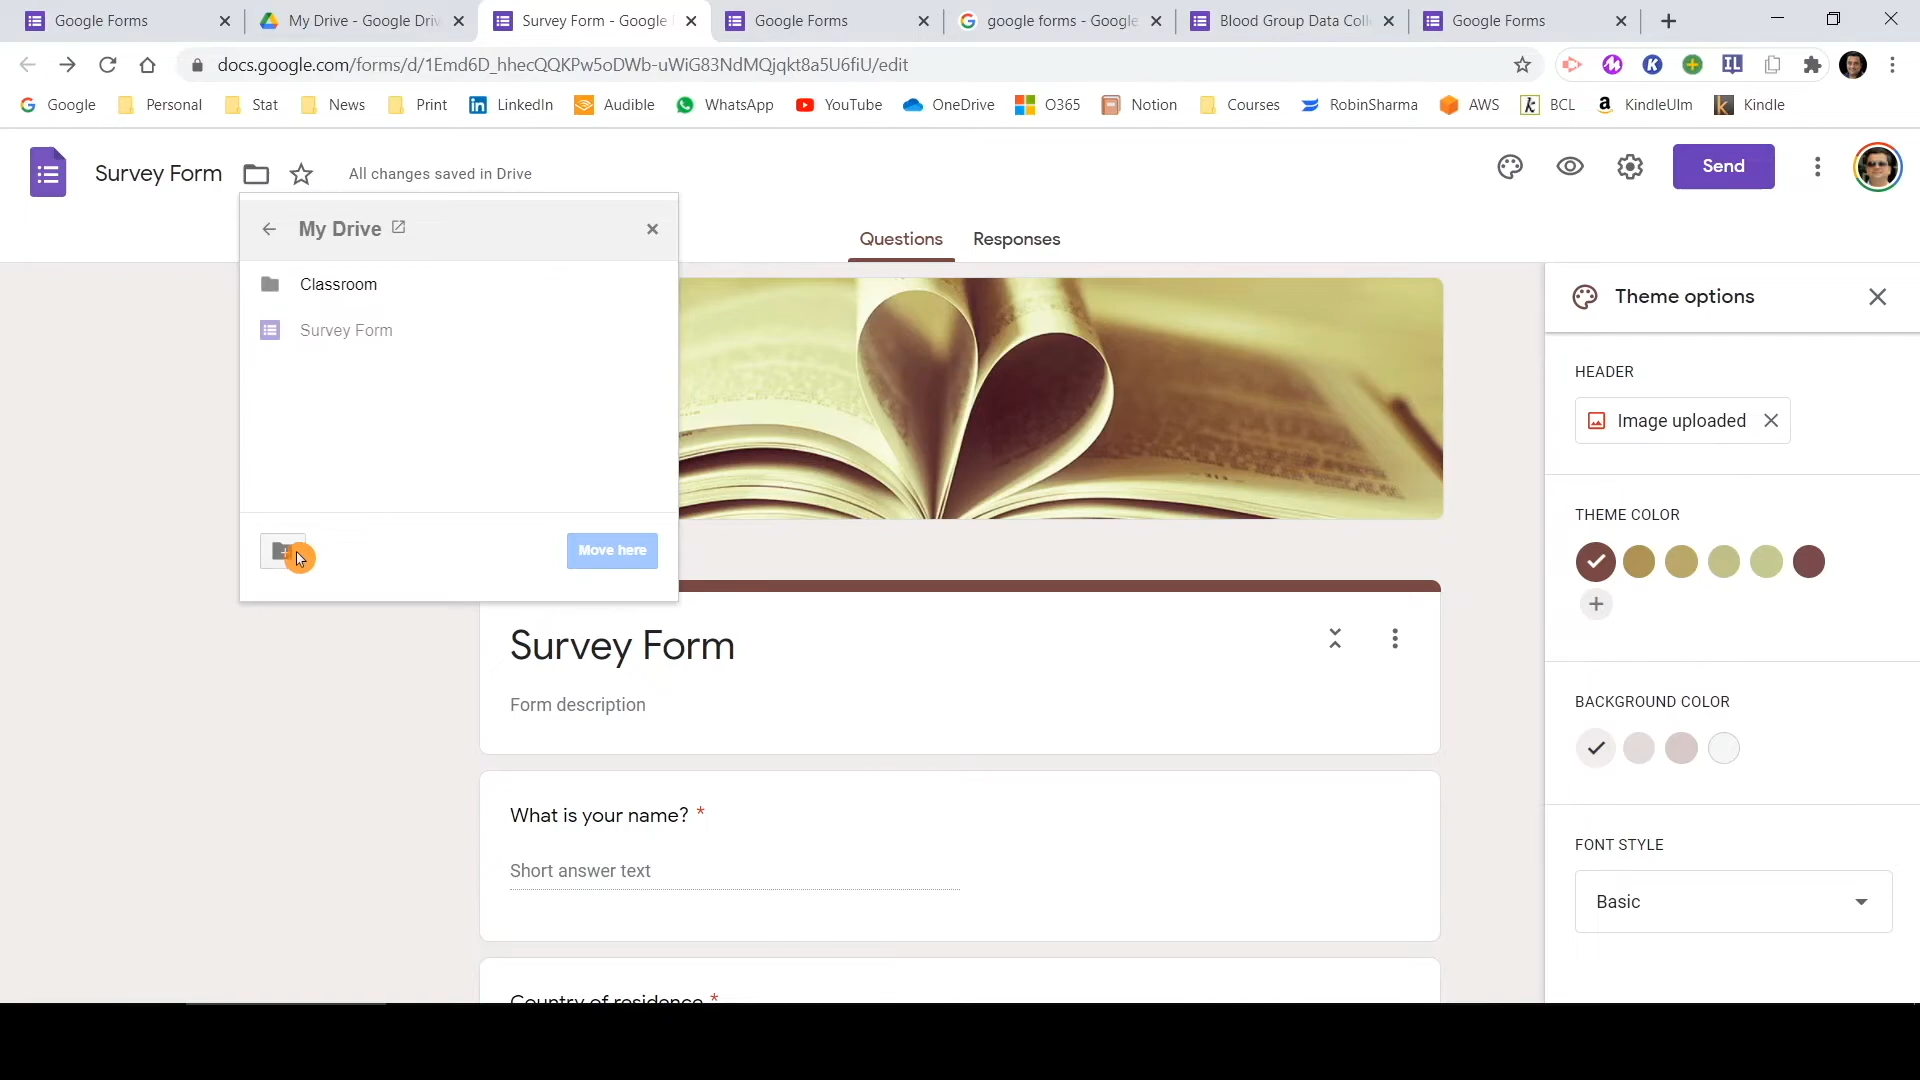 Google Forms
My Drive - Google Driv
Survey Form - Google F
Google Forms
google forms - Google
Blood Group Data Coll
Google Forms
docs.google.com/forms/d/1Emd6D_hhecQQKPw5oDWb-uWiG83NdMQjqkt8a5U6fiU/edit
Google
Personal
Stat
News
Print
LinkedIn
Audible
WhatsApp
YouTube
OneDrive
O365
Notion
Courses
RobinSharma
AWS
BCL
KindleUlm
Kindle
Survey Form
All changes saved in Drive
Send
My Drive
Classroom
Survey Form
Move here
Questions
Responses
Theme options
HEADER
Image uploaded
THEME COLOR
BACKGROUND COLOR
FONT STYLE
Basic
Survey Form
Form description
What is your name? *
Short answer text
Country of residence *